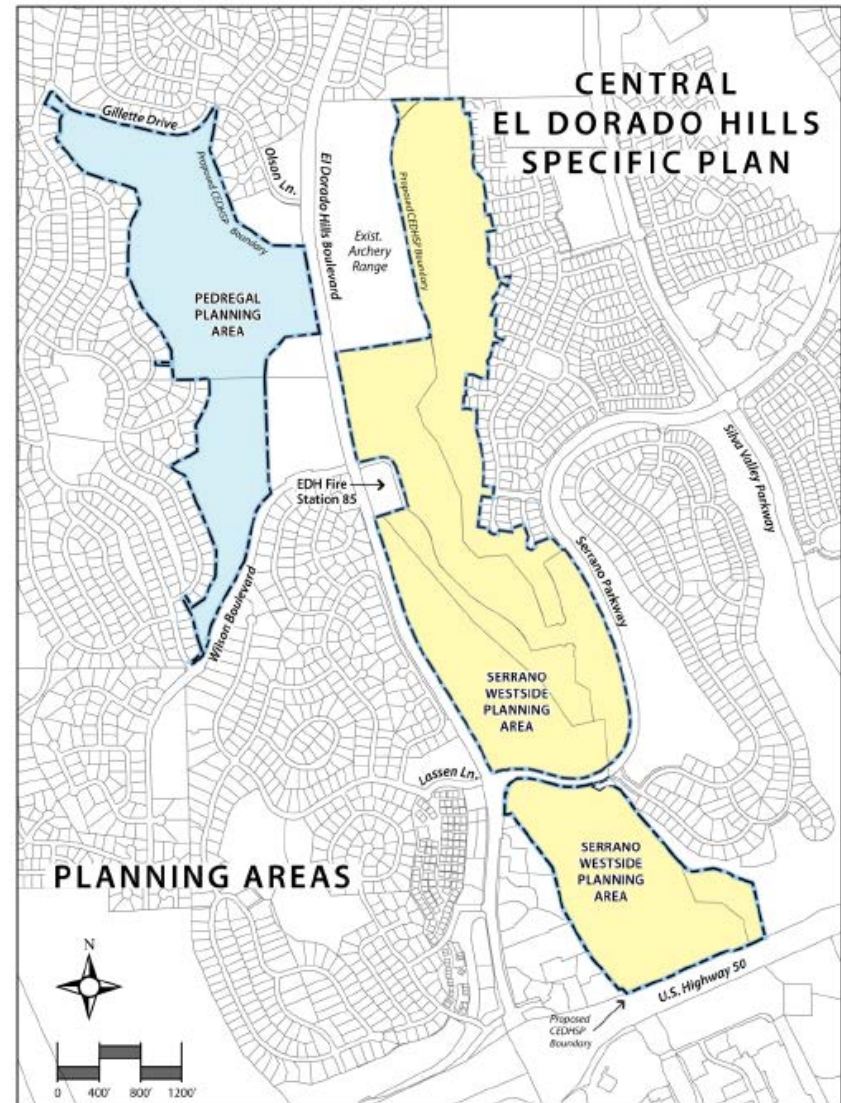 CENTRAL
EL DORADO HILLS
SPECIFIC PLAN
Gillette Drive
Olson Ln.
El Dorado Hills Boulevard
Proposed CEDHSP Boundary
Exist.
Archery
Range
Proposed CEDHSP Boundary
PEDREGAL
PLANNING
AREA
Silva Valley Parkway
EDH Fire
Station 85
Serrano Parkway
Wilson Boulevard
SERRANO
WESTSIDE
PLANNING
AREA
Lassen Ln.
SERRANO
WESTSIDE
PLANNING
AREA
PLANNING AREAS
N
U.S. Highway 50
Proposed
CEDHSP
Boundary
0 400' 800' 1200'